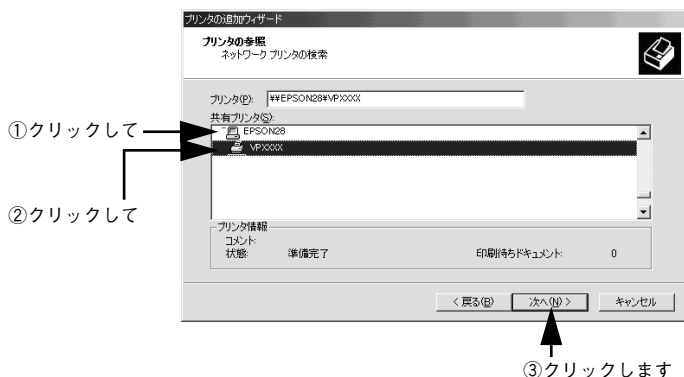 プリンタの追加ウィザード
プリンタの参照
ネットワーク プリンタの検索
プリンタ(P):
¥¥EPSON28¥VPXXXX
共有プリンタ(S):
①クリックして
EPSON28
VPXXXX
②クリックして
プリンタ情報
コメント:
状態: 準備完了 印刷待ちドキュメント: 0
< 戻る(B) 次へ(N) > キャンセル
③クリックします